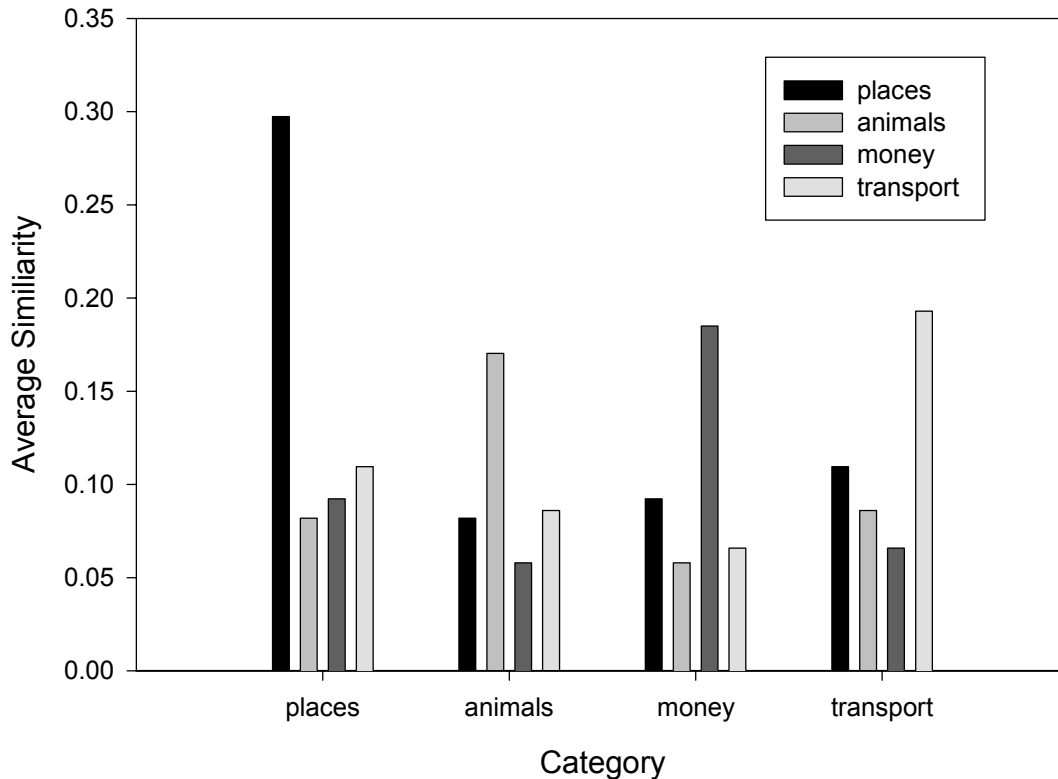 0.35
0.30
0.25
0.20
0.15
0.10
0.05
0.00
Average Similiarity
places
animals
money
transport
places animals money transport
Category